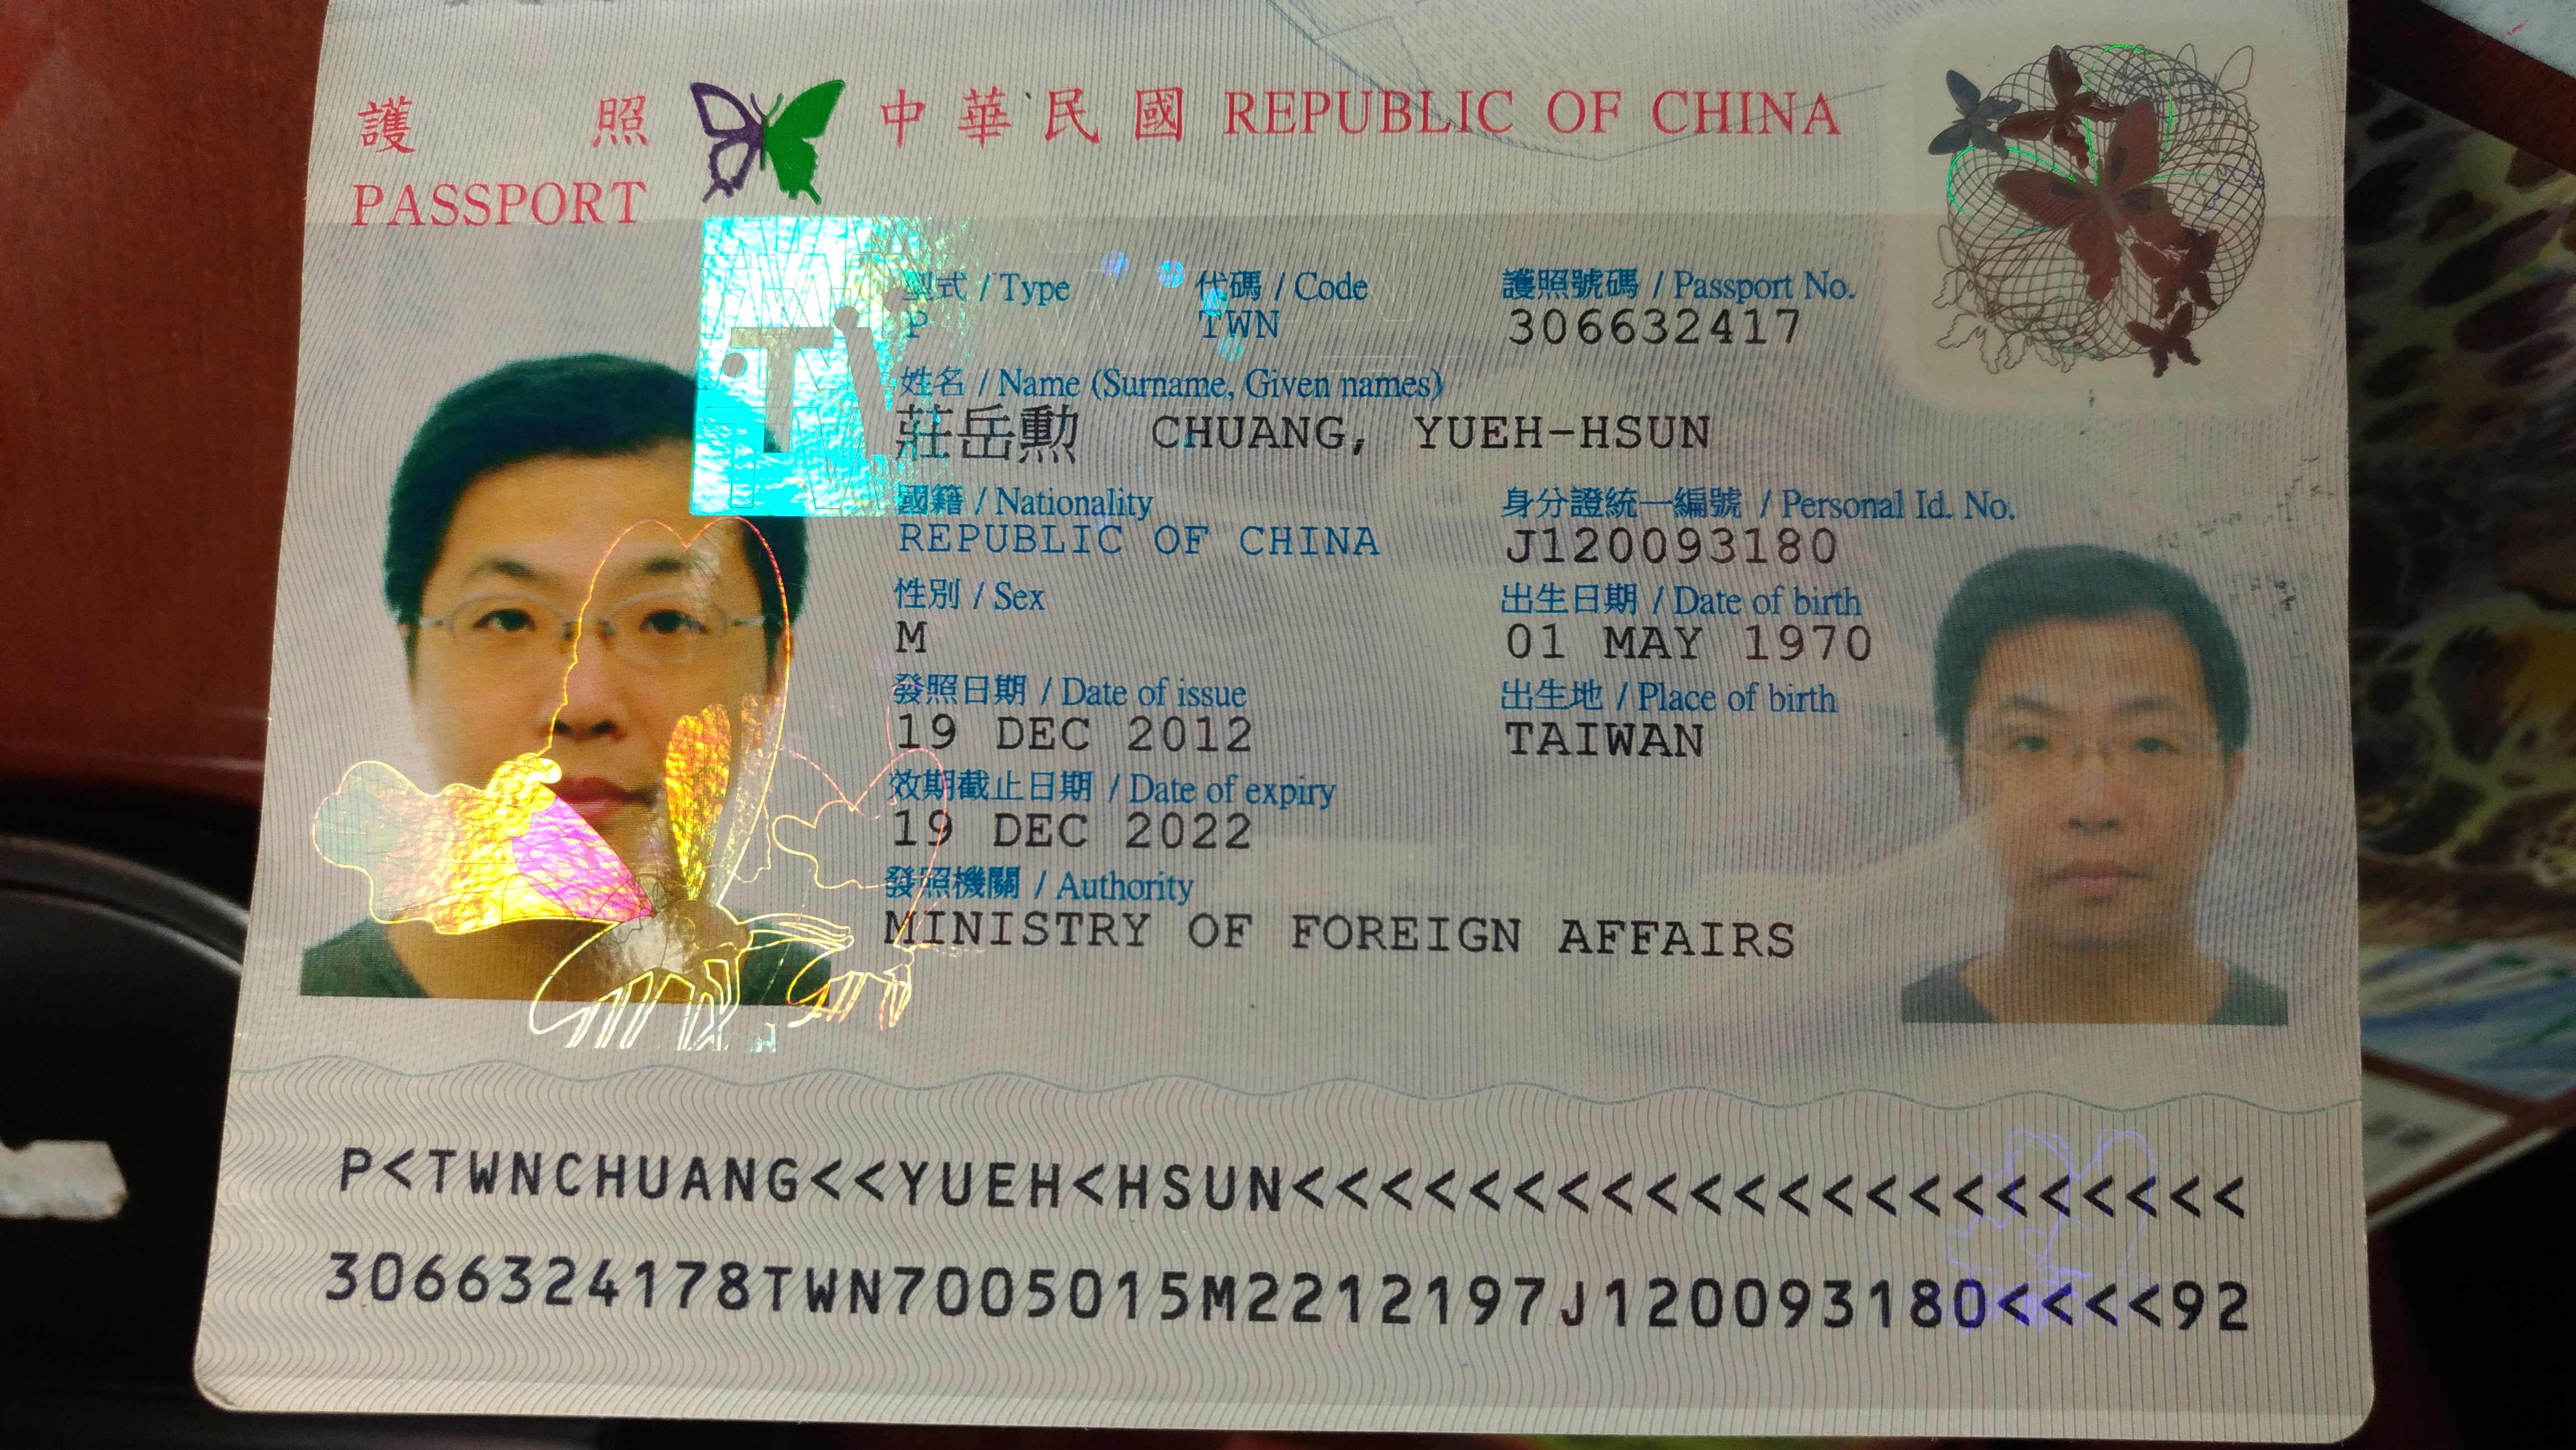 護照 中華民國 REPUBLIC OF CHINA
PASSPORT
型式 / Type 代碼 / Code 護照號碼 / Passport No.
P TWN 306632417
姓名 / Name (Surname, Given names)
莊岳勳 CHUANG, YUEH-HSUN
國籍 / Nationality 身分證統一編號 / Personal Id. No.
REPUBLIC OF CHINA J120093180
性別 / Sex 出生日期 / Date of birth
M 01 MAY 1970
發照日期 / Date of issue 出生地 / Place of birth
19 DEC 2012 TAIWAN
效期截止日期 / Date of expiry
19 DEC 2022
發照機關 / Authority
MINISTRY OF FOREIGN AFFAIRS
P<TWNCHUANG<<YUEH<HSUN<<<<<<<<<<<<<<<<<<<<<<
3066324178TWN7005015M2212197J120093180<<<<92